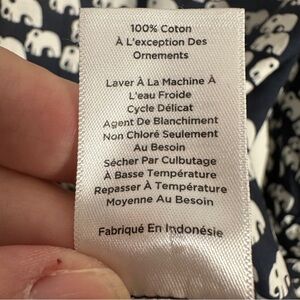 100% Coton
À L'exception Des
Ornements
Laver À La Machine À
L'eau Froide
Cycle Délicat
Agent De Blanchiment
Non Chloré Seulement
Au Besoin
Sécher Par Culbutage
À Basse Température
Repasser À Température
Moyenne Au Besoin
Fabriqué En Indonésie